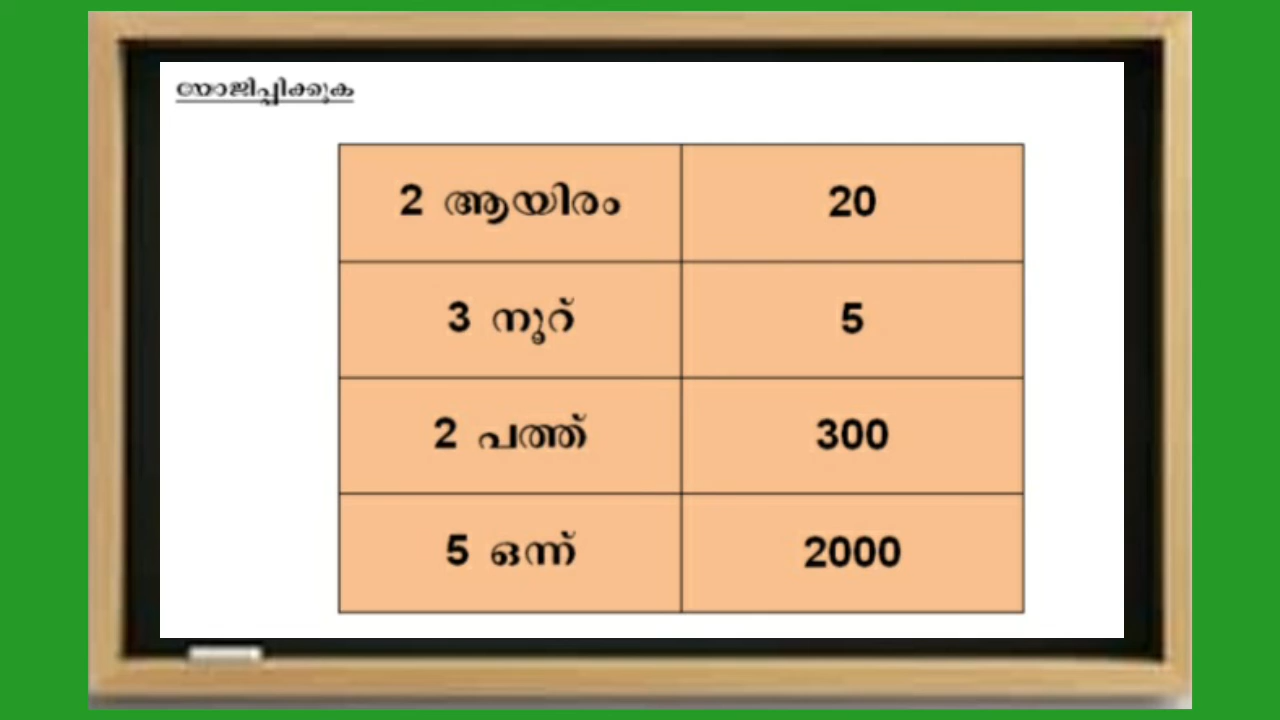 യോജിപ്പിക്കുക
2 ആയിരം 20
3 നൂറ് 5
2 പത്ത് 300
5 ഒന്ന് 2000